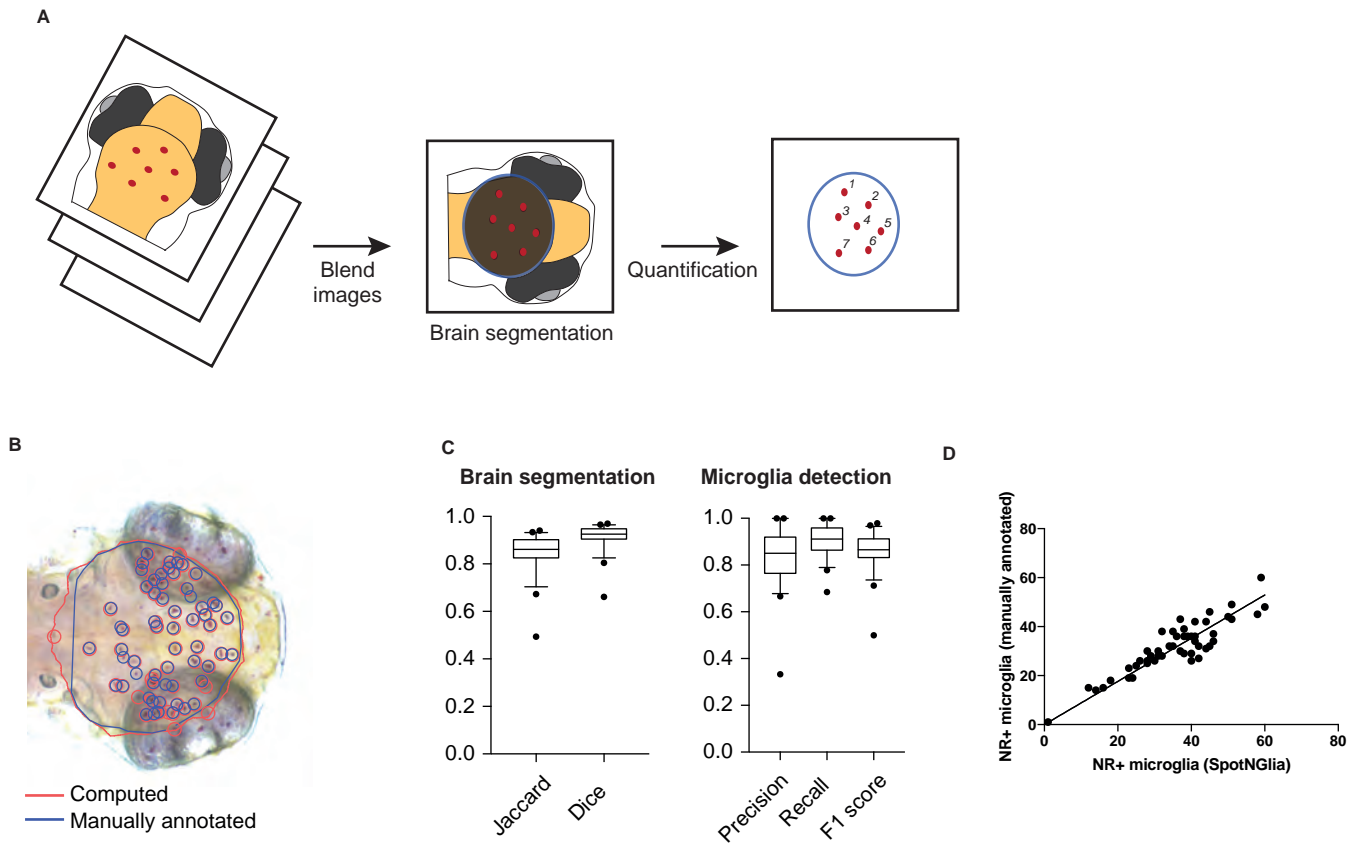 A
Blend
images
Brain segmentation
Quantification
1
2
3
4
5
6
7
B
Computed
Manually annotated
C
Brain segmentation
1.0
0.8
0.6
0.4
0.2
0.0
Jaccard
Dice
Microglia detection
1.0
0.8
0.6
0.4
0.2
0.0
Precision
Recall
F1 score
D
NR+ microglia (manually annotated)
80
60
40
20
0
0
20
40
60
80
NR+ microglia (SpotNGlia)